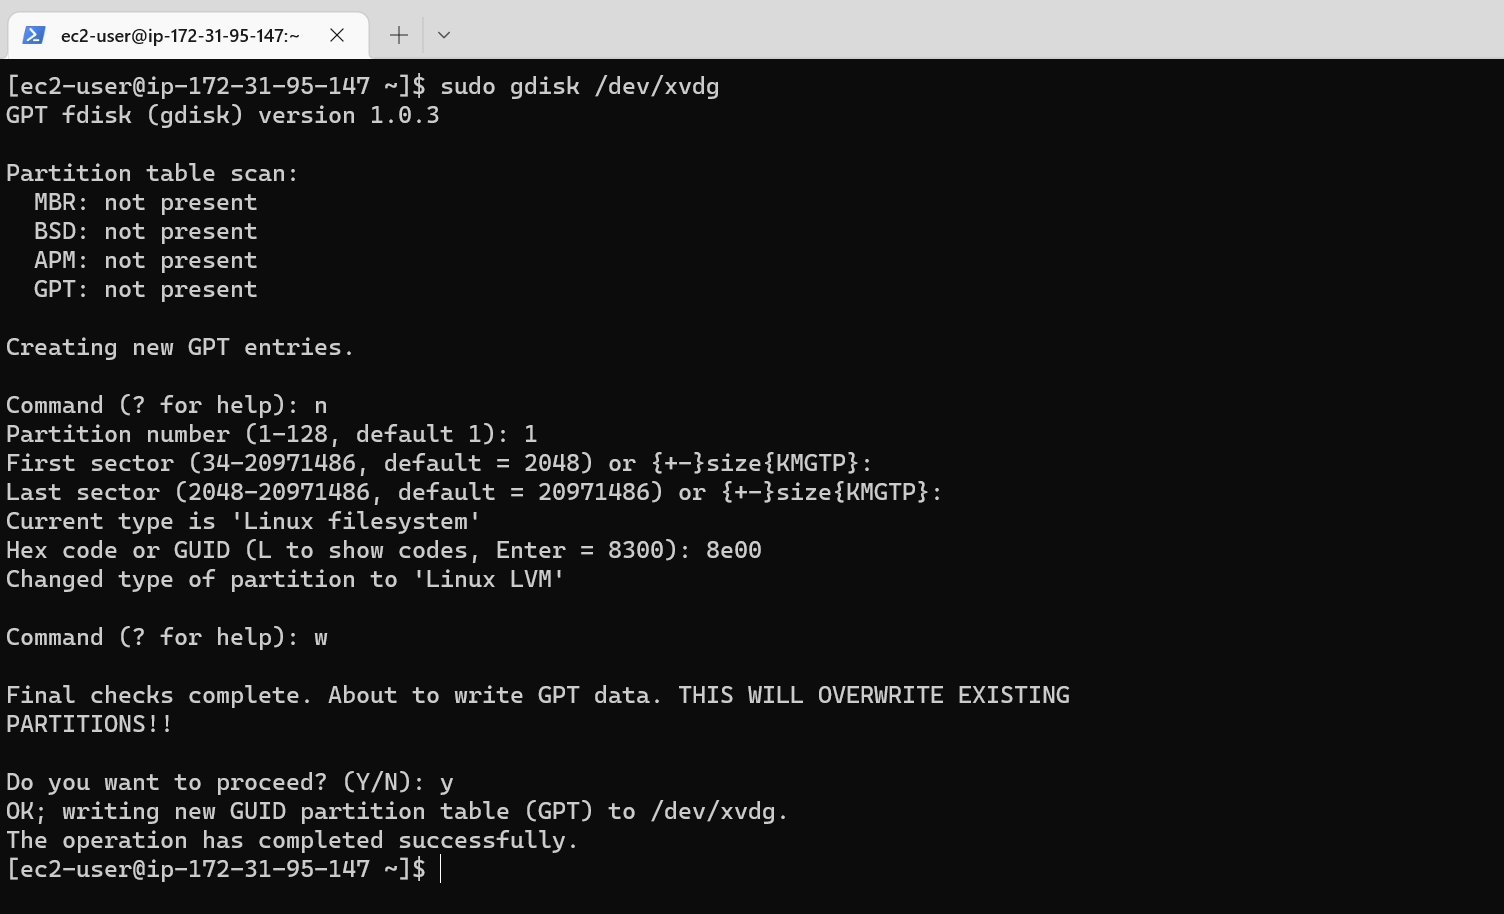 ec2-user@ip-172-31-95-147:~
[ec2-user@ip-172-31-95-147 ~]$ sudo gdisk /dev/xvdg
GPT fdisk (gdisk) version 1.0.3

Partition table scan:
  MBR: not present
  BSD: not present
  APM: not present
  GPT: not present

Creating new GPT entries.

Command (? for help): n
Partition number (1-128, default 1): 1
First sector (34-20971486, default = 2048) or {+-}size{KMGTP}:
Last sector (2048-20971486, default = 20971486) or {+-}size{KMGTP}:
Current type is 'Linux filesystem'
Hex code or GUID (L to show codes, Enter = 8300): 8e00
Changed type of partition to 'Linux LVM'

Command (? for help): w

Final checks complete. About to write GPT data. THIS WILL OVERWRITE EXISTING
PARTITIONS!!

Do you want to proceed? (Y/N): y
OK; writing new GUID partition table (GPT) to /dev/xvdg.
The operation has completed successfully.
[ec2-user@ip-172-31-95-147 ~]$